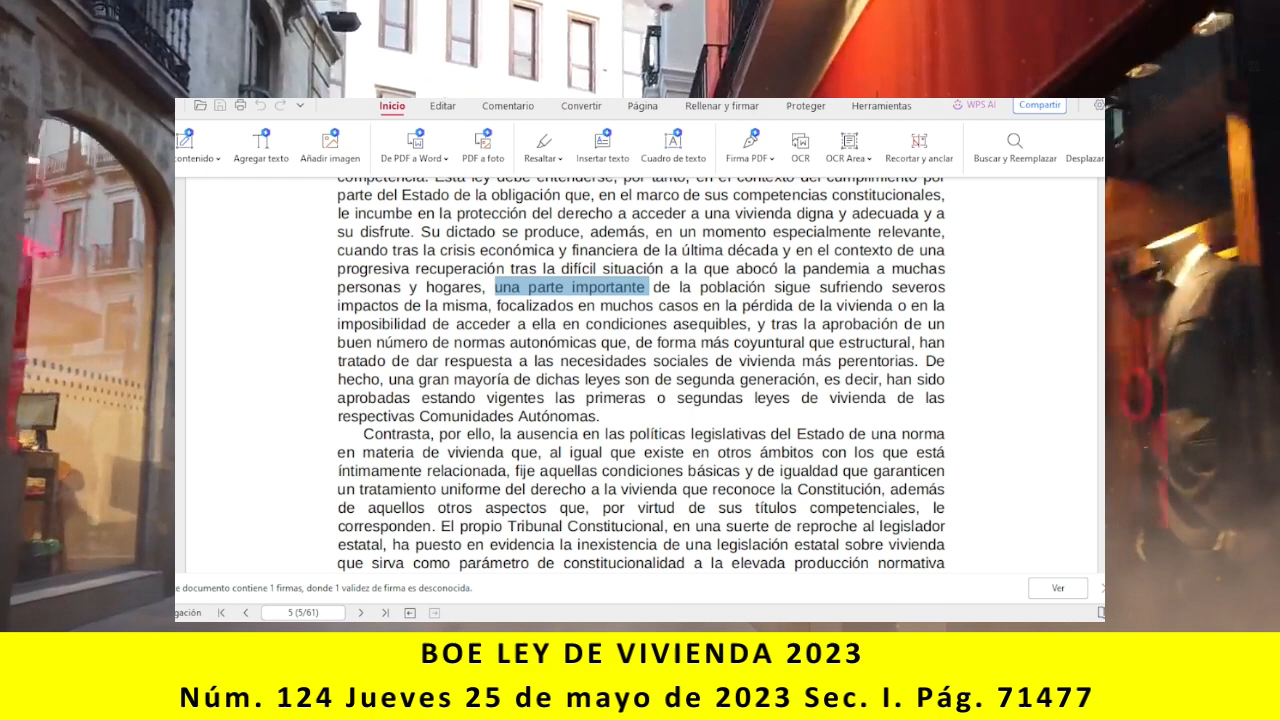 Inicio Editar Comentario Convertir Página Rellenar y firmar Proteger Herramientas WPS AI Compartir
contenido Agregar texto Añadir imagen De PDF a Word PDF a foto Resaltar Insertar texto Cuadro de texto Firma PDF OCR OCR Area Recortar y anclar Buscar y Reemplazar Desplazar
competencia. Esta ley debe entenderse, por tanto, en el contexto del cumplimiento por
parte del Estado de la obligación que, en el marco de sus competencias constitucionales,
le incumbe en la protección del derecho a acceder a una vivienda digna y adecuada y a
su disfrute. Su dictado se produce, además, en un momento especialmente relevante,
cuando tras la crisis económica y financiera de la última década y en el contexto de una
progresiva recuperación tras la difícil situación a la que abocó la pandemia a muchas
personas y hogares, una parte importante de la población sigue sufriendo severos
impactos de la misma, focalizados en muchos casos en la pérdida de la vivienda o en la
imposibilidad de acceder a ella en condiciones asequibles, y tras la aprobación de un
buen número de normas autonómicas que, de forma más coyuntural que estructural, han
tratado de dar respuesta a las necesidades sociales de vivienda más perentorias. De
hecho, una gran mayoría de dichas leyes son de segunda generación, es decir, han sido
aprobadas estando vigentes las primeras o segundas leyes de vivienda de las
respectivas Comunidades Autónomas.
Contrasta, por ello, la ausencia en las políticas legislativas del Estado de una norma
en materia de vivienda que, al igual que existe en otros ámbitos con los que está
íntimamente relacionada, fije aquellas condiciones básicas y de igualdad que garanticen
un tratamiento uniforme del derecho a la vivienda que reconoce la Constitución, además
de aquellos otros aspectos que, por virtud de sus títulos competenciales, le
corresponden. El propio Tribunal Constitucional, en una suerte de reproche al legislador
estatal, ha puesto en evidencia la inexistencia de una legislación estatal sobre vivienda
que sirva como parámetro de constitucionalidad a la elevada producción normativa
e documento contiene 1 firmas, donde 1 validez de firma es desconocida. Ver
gación 5 (5/61)
BOE LEY DE VIVIENDA 2023
Núm. 124 Jueves 25 de mayo de 2023 Sec. I. Pág. 71477